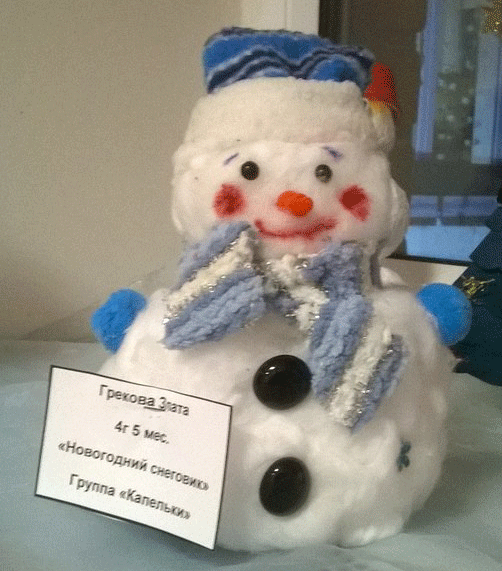 Грекова Злата
4г 5 мес.
«Новогодний снеговик»
Группа «Капельки»